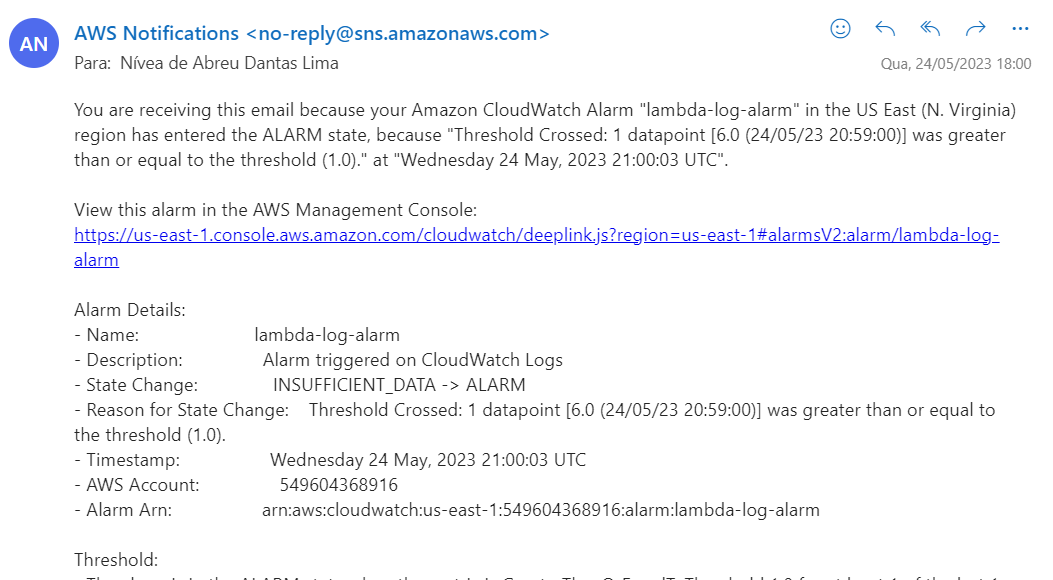 AN
AWS Notifications <no-reply@sns.amazonaws.com>
Para: Nívea de Abreu Dantas Lima
Qua, 24/05/2023 18:00
You are receiving this email because your Amazon CloudWatch Alarm "lambda-log-alarm" in the US East (N. Virginia)
region has entered the ALARM state, because "Threshold Crossed: 1 datapoint [6.0 (24/05/23 20:59:00)] was greater
than or equal to the threshold (1.0)." at "Wednesday 24 May, 2023 21:00:03 UTC".
View this alarm in the AWS Management Console:
https://us-east-1.console.aws.amazon.com/cloudwatch/deeplink.js?region=us-east-1#alarmsV2:alarm/lambda-log-
alarm
Alarm Details:
- Name: lambda-log-alarm
- Description: Alarm triggered on CloudWatch Logs
- State Change: INSUFFICIENT_DATA -> ALARM
- Reason for State Change: Threshold Crossed: 1 datapoint [6.0 (24/05/23 20:59:00)] was greater than or equal to
the threshold (1.0).
- Timestamp: Wednesday 24 May, 2023 21:00:03 UTC
- AWS Account: 549604368916
- Alarm Arn: arn:aws:cloudwatch:us-east-1:549604368916:alarm:lambda-log-alarm
Threshold: